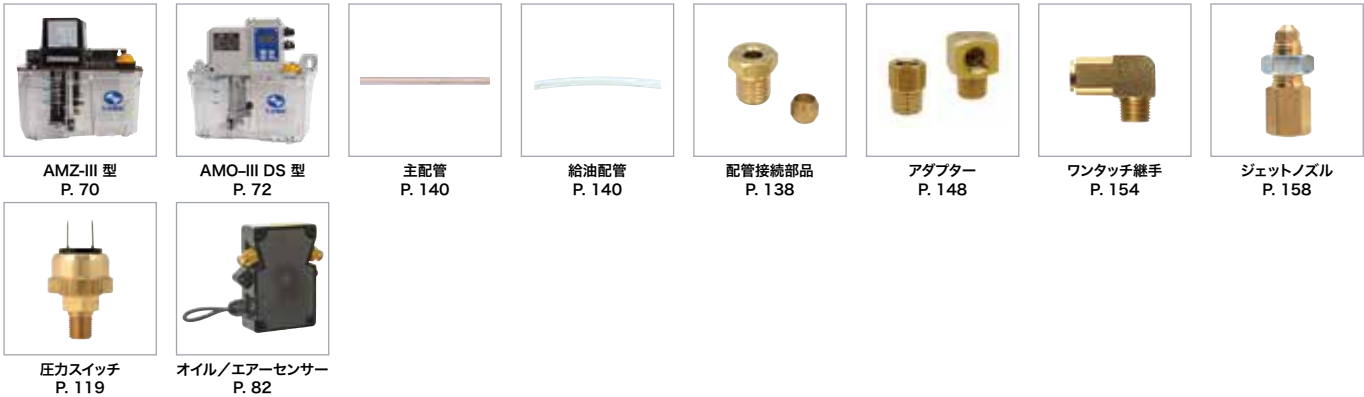 AMZ-III 型
P. 70
AMO-III DS 型
P. 72
主配管
P. 140
給油配管
P. 140
配管接続部品
P. 138
アダプター
P. 148
ワンタッチ継手
P. 154
ジェットノズル
P. 158
圧力スイッチ
P. 119
オイル／エアーセンサー
P. 82